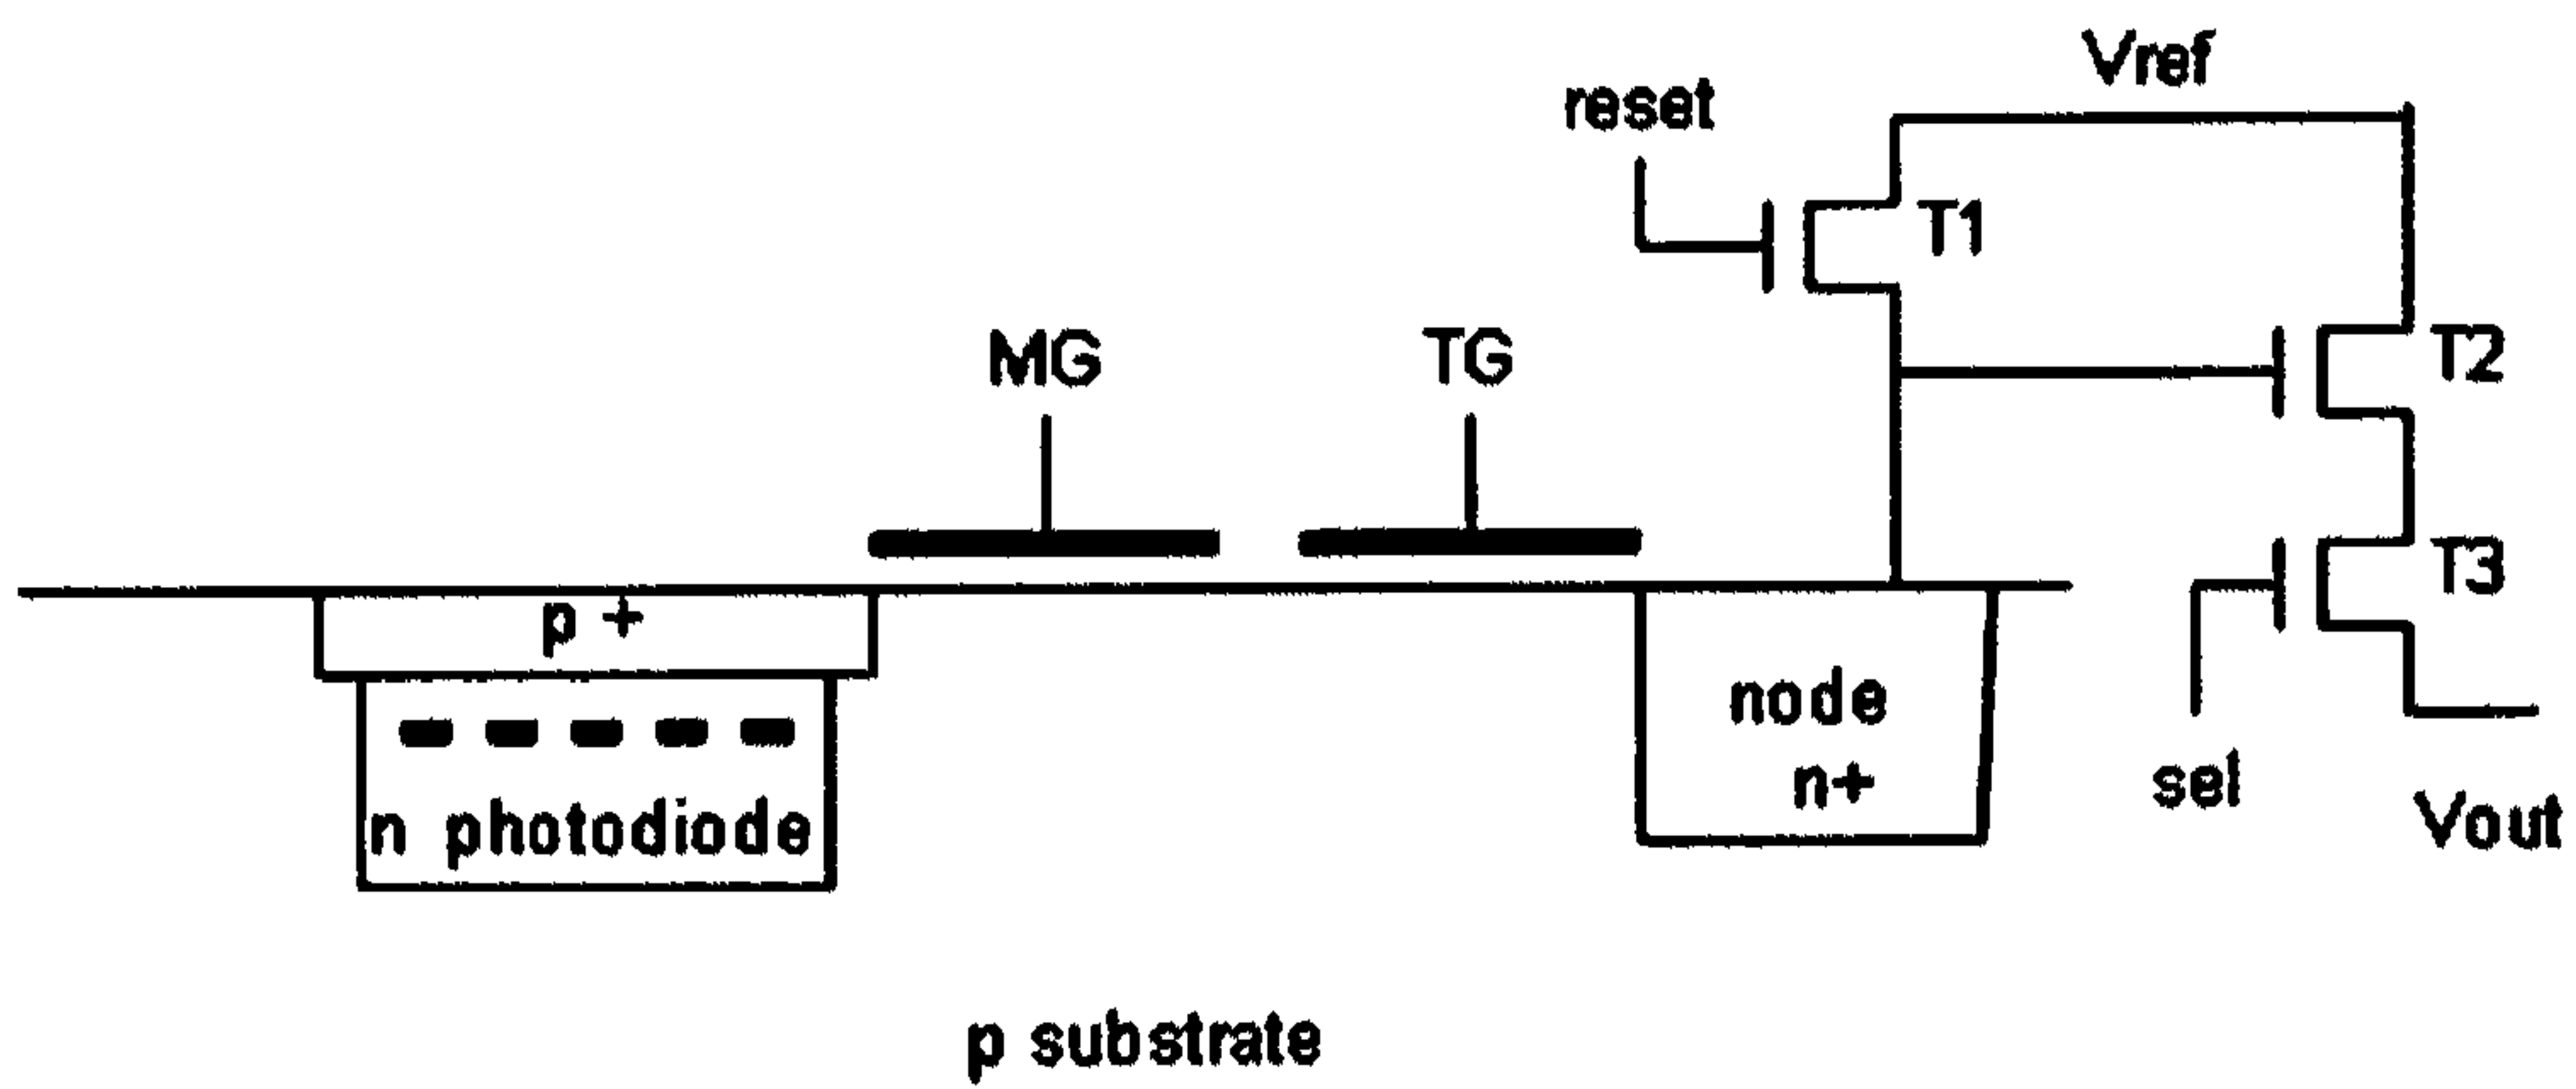 Vref
reset
T1
MG
TG
T2
T3
p +
node
n+
n photodiode
sel
Vout
p substrate